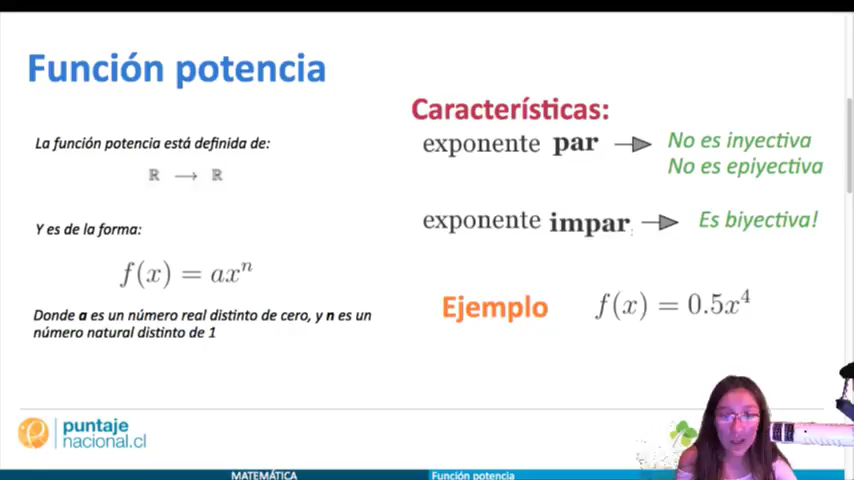 Función potencia
La función potencia está definida de:
ℝ → ℝ
Y es de la forma:
f(x) = axⁿ
Donde a es un número real distinto de cero, y n es un
número natural distinto de 1
Características:
exponente par → No es inyectiva
No es epiyectiva
exponente impar → Es biyectiva!
Ejemplo f(x) = 0.5x⁴
puntaje
nacional.cl
MATEMÁTICA
Función potencia